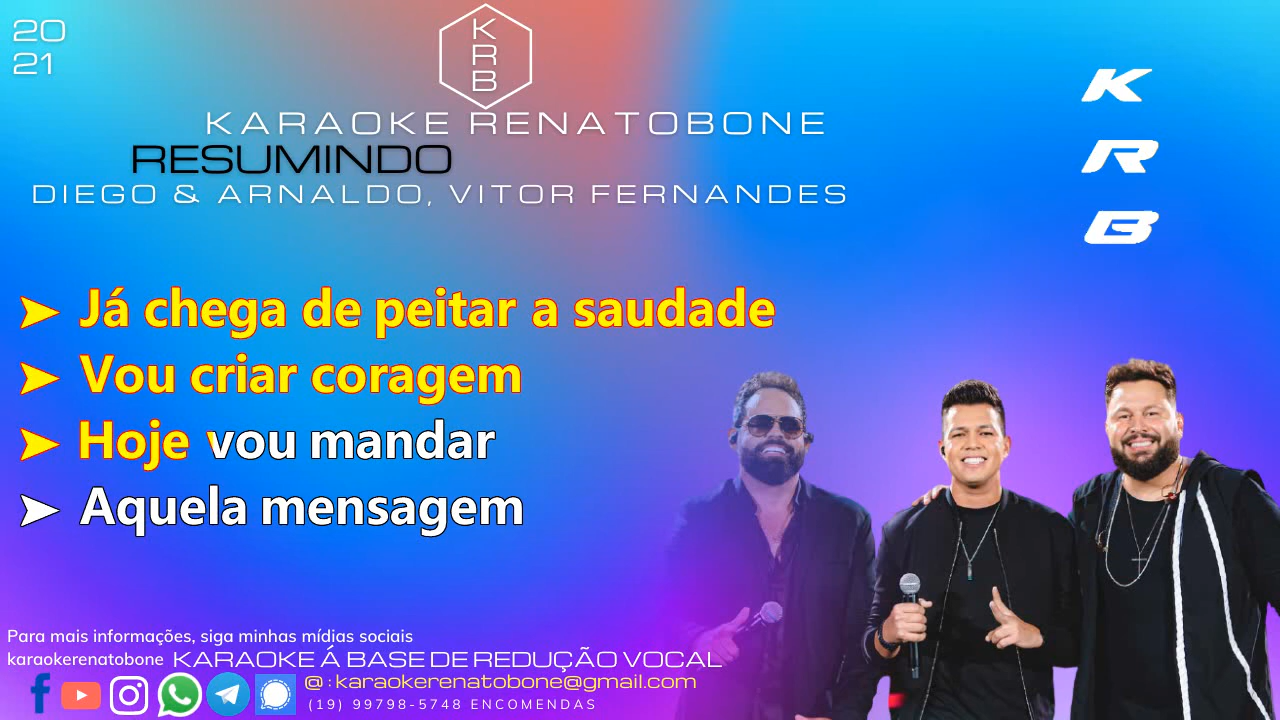 20
21
K
R
B
KARAOKE RENATOBONE
RESUMINDO
DIEGO & ARNALDO, VITOR FERNANDES
K
R
B
➤ Já chega de peitar a saudade
➤ Vou criar coragem
➤ Hoje vou mandar
➤ Aquela mensagem
Para mais informações, siga minhas mídias sociais
karaokerenatobone KARAOKE Á BASE DE REDUÇÃO VOCAL
@ : karaokerenatobone@gmail.com
(19) 99798-5748 ENCOMENDAS